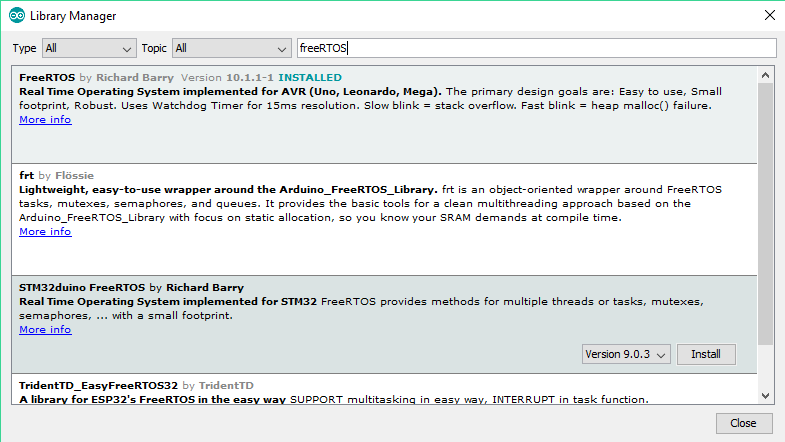 Library Manager
Type All Topic All freeRTOS
FreeRTOS by Richard Barry Version 10.1.1-1 INSTALLED
Real Time Operating System implemented for AVR (Uno, Leonardo, Mega). The primary design goals are: Easy to use, Small
footprint, Robust. Uses Watchdog Timer for 15ms resolution. Slow blink = stack overflow. Fast blink = heap malloc() failure.
More info
frt by Flössie
Lightweight, easy-to-use wrapper around the Arduino_FreeRTOS_Library. frt is an object-oriented wrapper around FreeRTOS
tasks, mutexes, semaphores, and queues. It provides the basic tools for a clean multithreading approach based on the
Arduino_FreeRTOS_Library with focus on static allocation, so you know your SRAM demands at compile time.
More info
STM32duino FreeRTOS by Richard Barry
Real Time Operating System implemented for STM32 FreeRTOS provides methods for multiple threads or tasks, mutexes,
semaphores, ... with a small footprint.
More info
Version 9.0.3 Install
TridentTD_EasyFreeRTOS32 by TridentTD
A library for ESP32's FreeRTOS in the easy way SUPPORT multitasking in easy way, INTERRUPT in task function.
Close